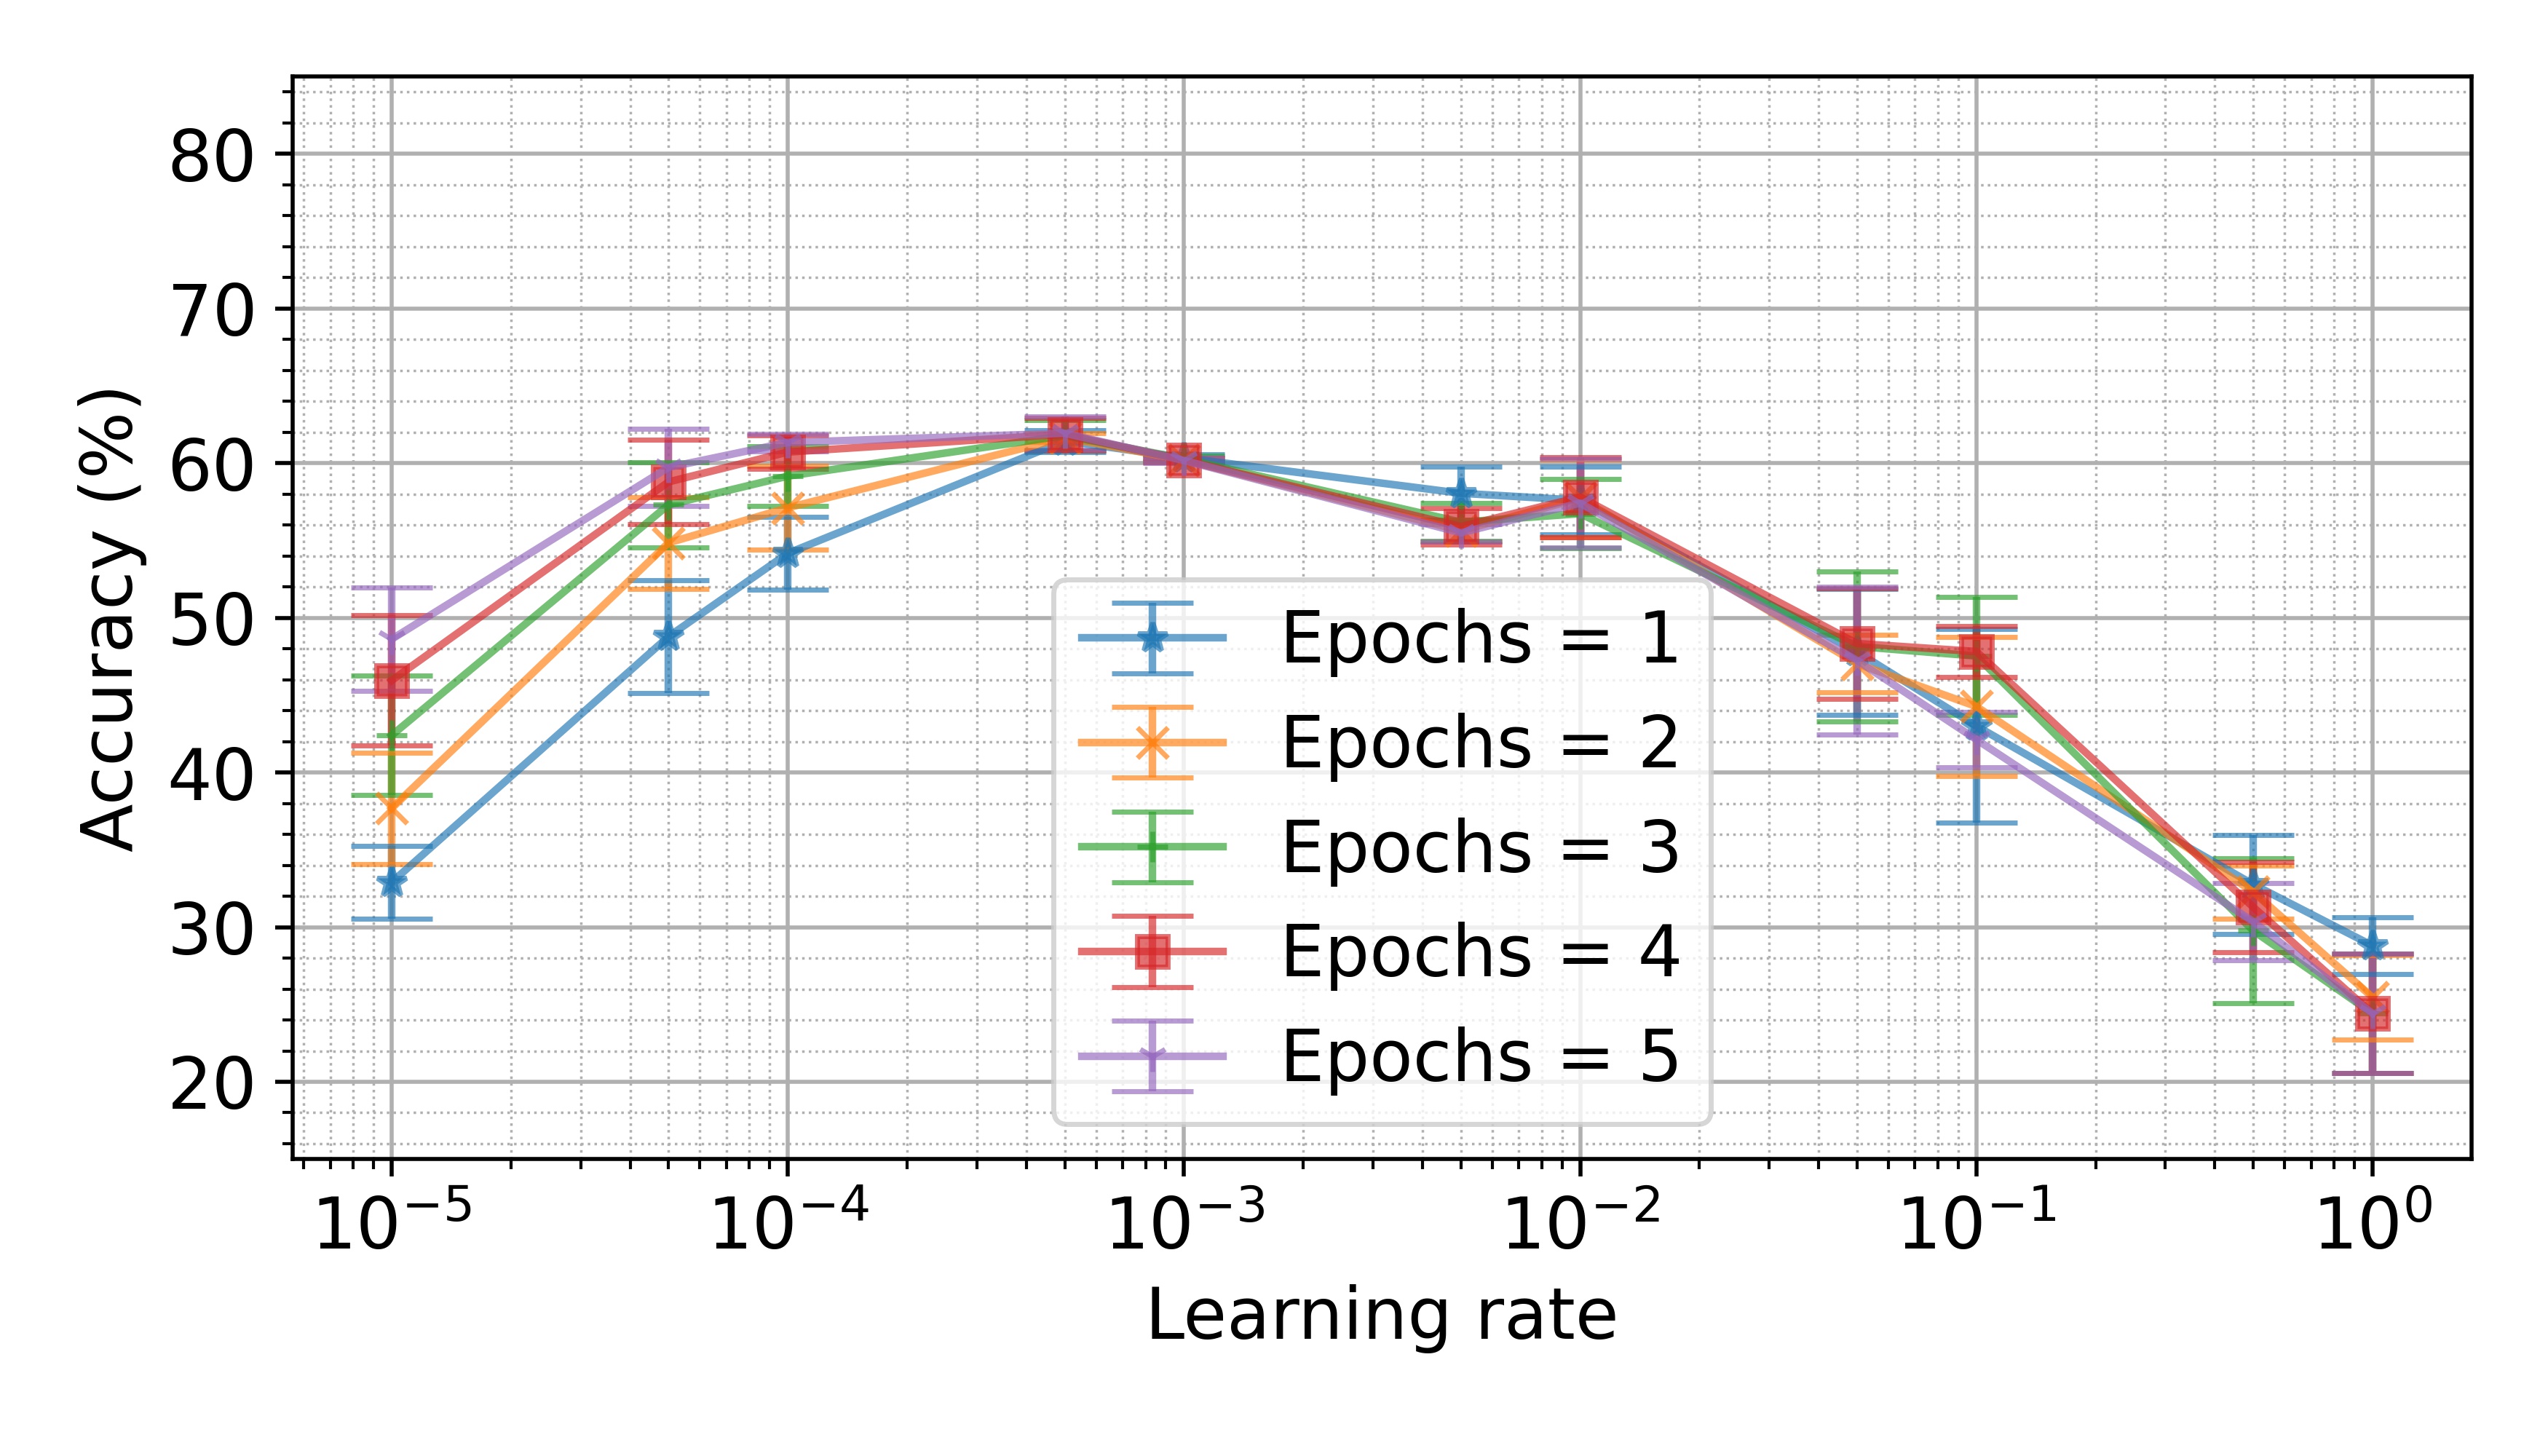 80
70
60
50
40
30
20
Accuracy (%)
Epochs = 1
Epochs = 2
Epochs = 3
Epochs = 4
Epochs = 5
10⁻⁵ 10⁻⁴ 10⁻³ 10⁻² 10⁻¹ 10⁰
Learning rate